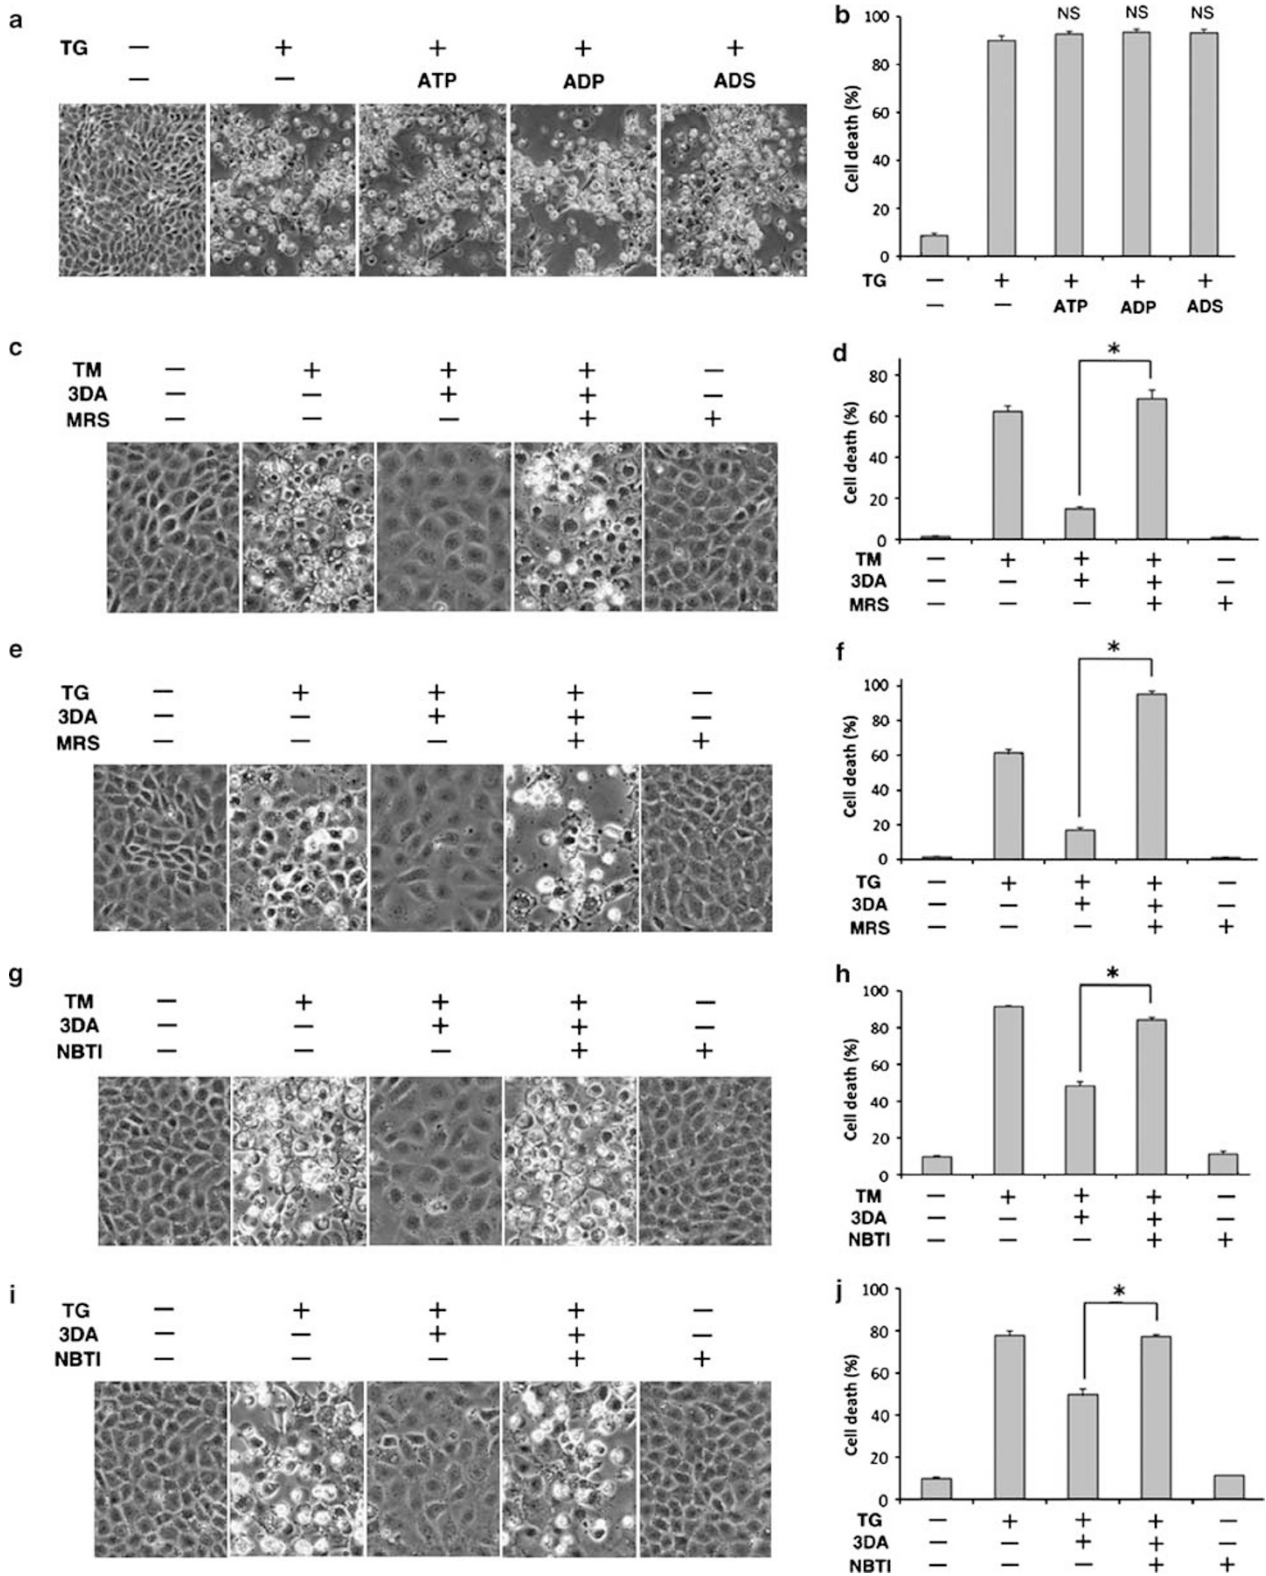 a
TG — + + + +
— — ATP ADP ADS
b
NS NS NS
Cell death (%)
100
80
60
40
20
0
TG — + + + +
— — ATP ADP ADS
c
TM — + + + —
3DA — — + + —
MRS — — — + +
d
*
Cell death (%)
80
60
40
20
0
TM — + + + —
3DA — — + + —
MRS — — — + +
e
TG — + + + —
3DA — — + + —
MRS — — — + +
f
*
Cell death (%)
100
80
60
40
20
0
TG — + + + —
3DA — — + + —
MRS — — — + +
g
TM — + + + —
3DA — — + + —
NBTI — — — + +
h
*
Cell death (%)
100
80
60
40
20
0
TM — + + + —
3DA — — + + —
NBTI — — — + +
i
TG — + + + —
3DA — — + + —
NBTI — — — + +
j
*
Cell death (%)
100
80
60
40
20
0
TG — + + + —
3DA — — + + —
NBTI — — — + +